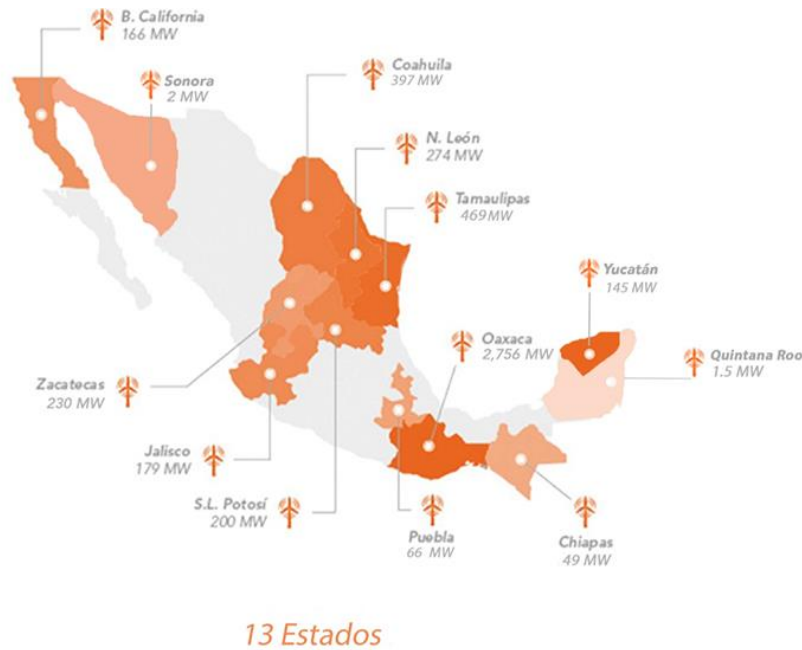 B. California
166 MW
Sonora
2 MW
Coahuila
397 MW
N. León
274 MW
Tamaulipas
469 MW
Yucatán
145 MW
Oaxaca
2,756 MW
Quintana Roo
1.5 MW
Zacatecas
230 MW
Jalisco
179 MW
S.L. Potosí
200 MW
Puebla
66 MW
Chiapas
49 MW
13 Estados